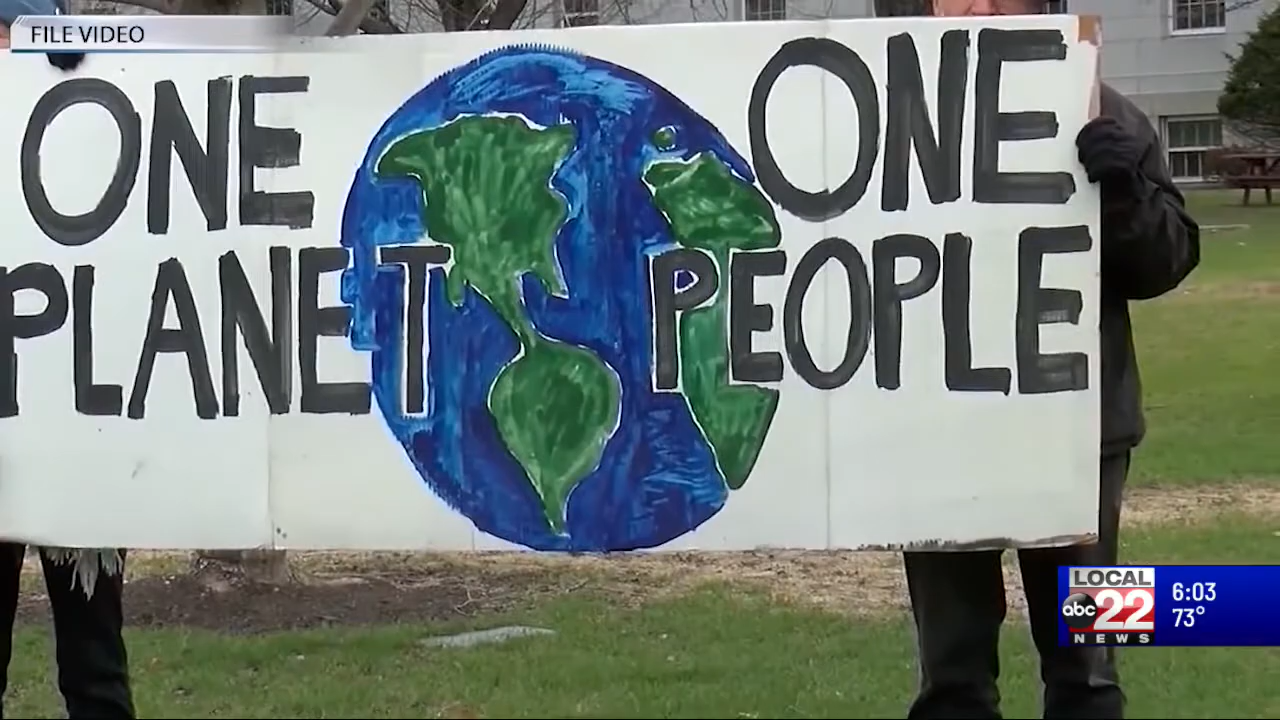 FILE VIDEO
ONE
PLANET
ONE
PEOPLE
LOCAL
abc 22
NEWS
6:03
73°